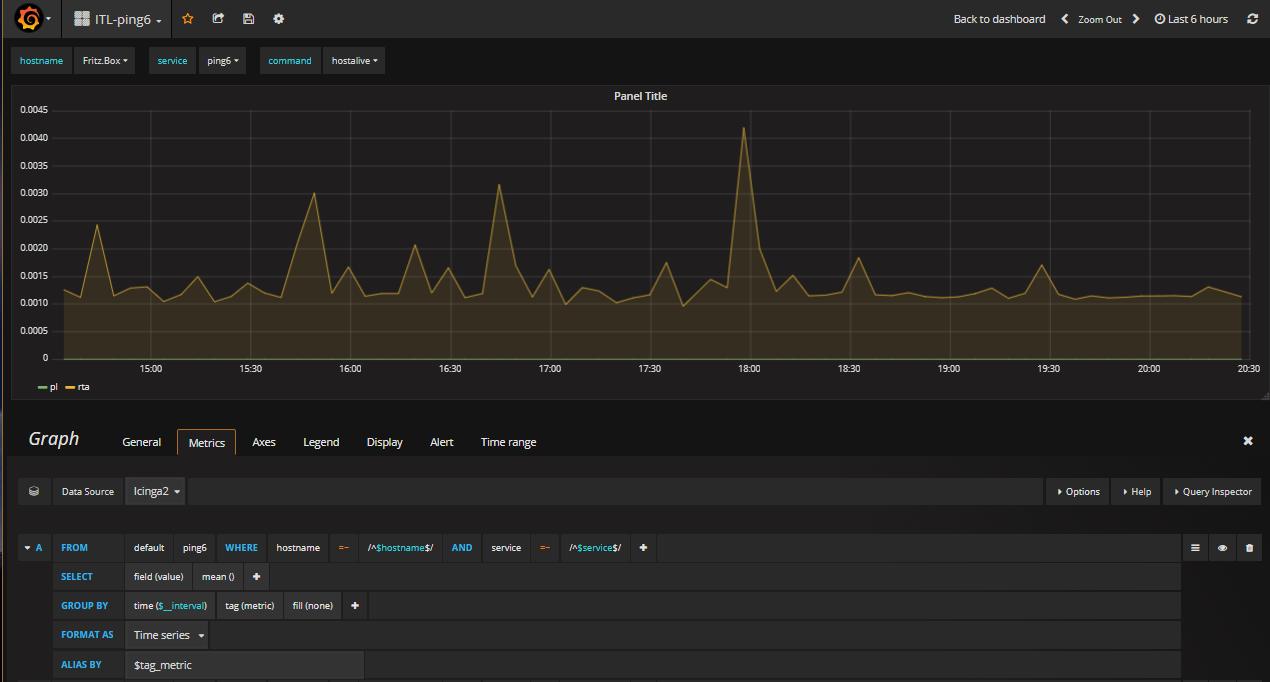 ITL-ping6
Back to dashboard Zoom Out Last 6 hours
hostname Fritz.Box service ping6 command hostalive
Panel Title
0.0045
0.0040
0.0035
0.0030
0.0025
0.0020
0.0015
0.0010
0.0005
0
15:00 15:30 16:00 16:30 17:00 17:30 18:00 18:30 19:00 19:30 20:00 20:30
pl rta
Graph General Metrics Axes Legend Display Alert Time range
Data Source Icinga2 Options Help Query Inspector
A FROM default ping6 WHERE hostname =~ /^$hostname$/ AND service =~ /^$service$/ +
SELECT field (value) mean () +
GROUP BY time ($__interval) tag (metric) fill (none) +
FORMAT AS Time series
ALIAS BY $tag_metric